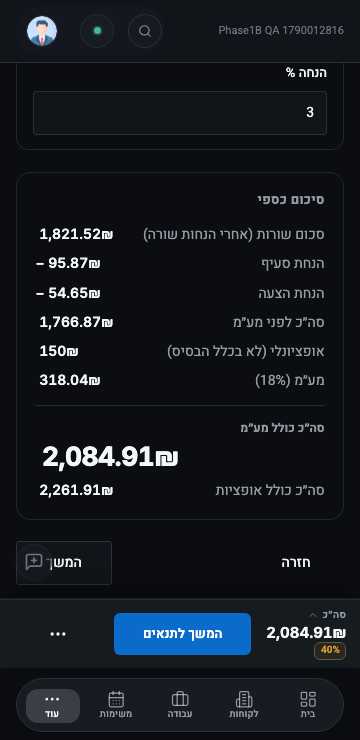 Phase1B QA 1790012816
הנחה %
3
סיכום כספי
סכום שורות (אחרי הנחות שורה) 1,821.52₪
הנחת סעיף – 95.87₪
הנחת הצעה – 54.65₪
סה״כ לפני מע״מ 1,766.87₪
אופציונלי (לא בכלל הבסיס) 150₪
מע״מ (18%) 318.04₪
סה״כ כולל מע״מ
2,084.91₪
סה״כ כולל אופציות 2,261.91₪
חזרה המשך
סה״כ
2,084.91₪
40%
המשך לתנאים
בית לקוחות עבודה משימות עוד